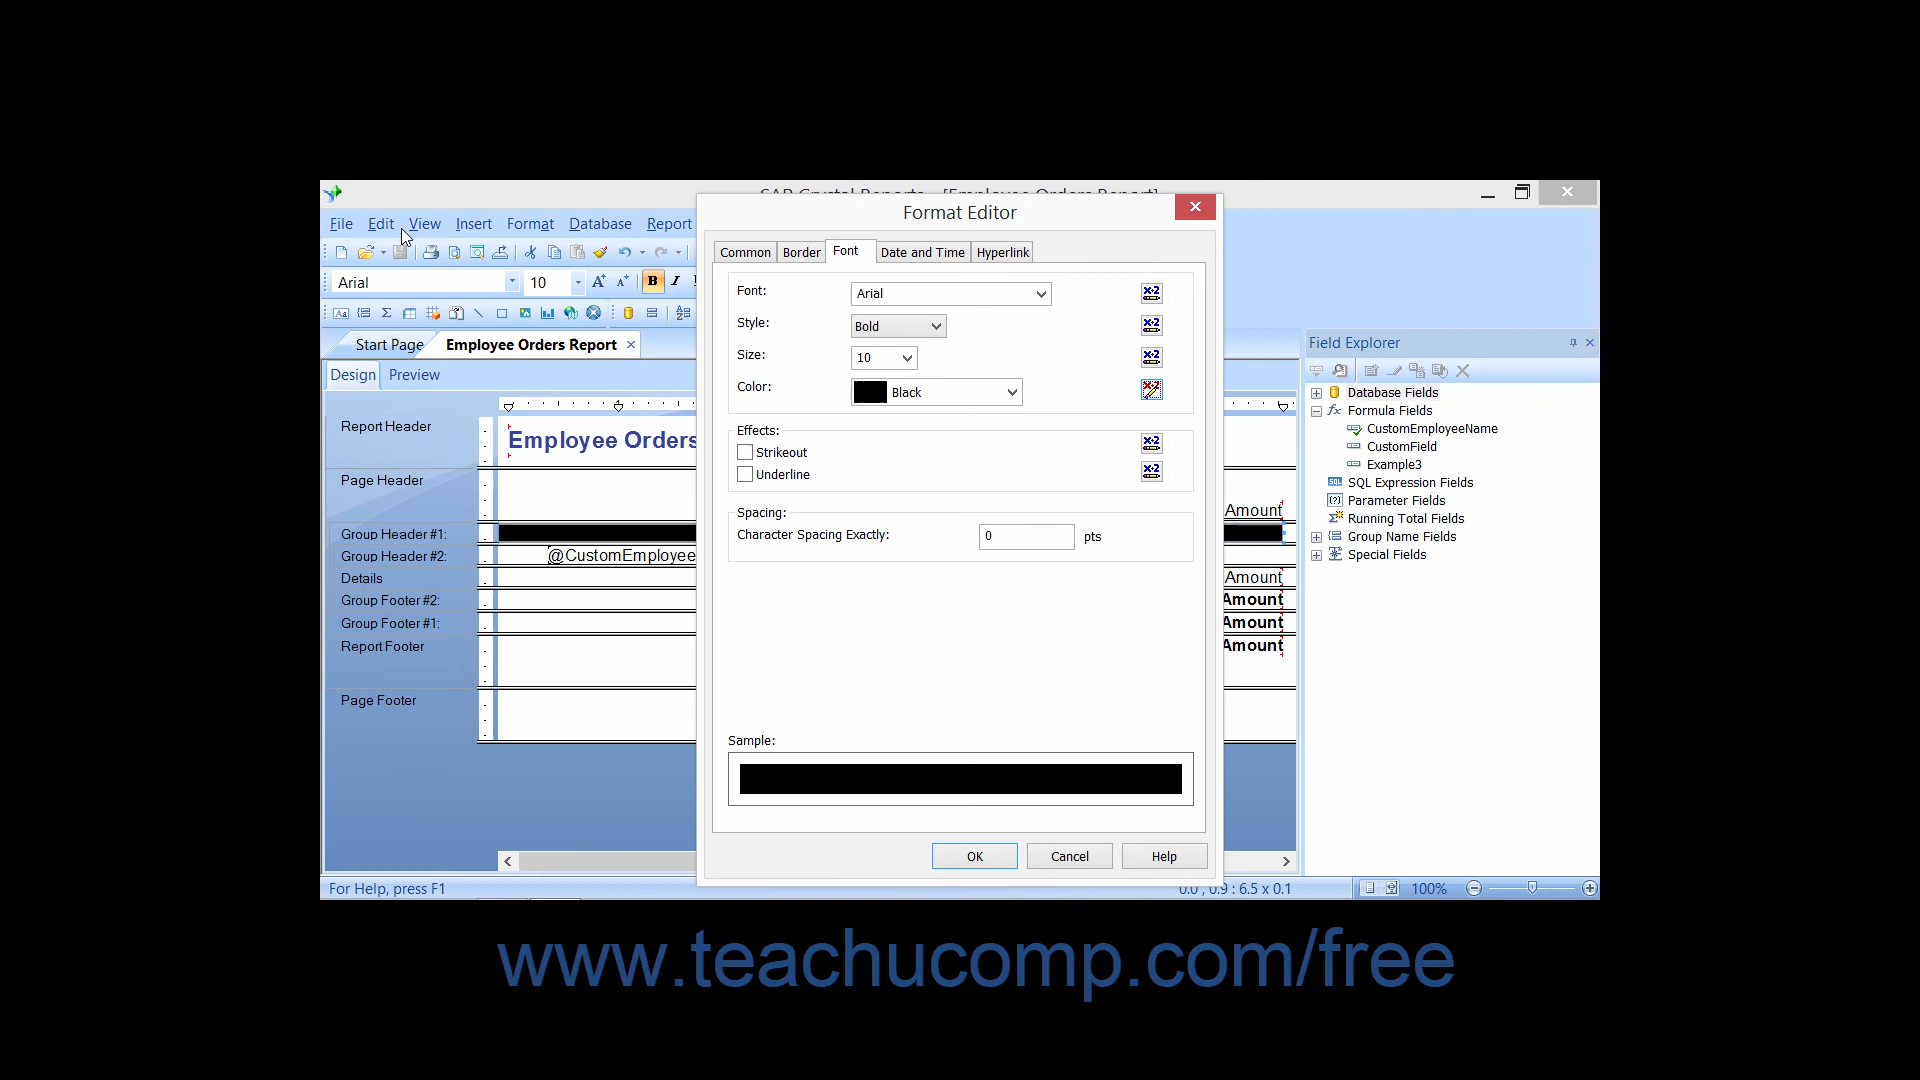 SAP Crystal Reports - [Employee Orders Report]
File Edit View Insert Format Database Report
Arial 10 B I
Start Page Employee Orders Report
Design Preview
Report Header
Employee Orders
Page Header
Amount
Group Header #1:
Group Header #2:
@CustomEmployee
Details
Amount
Group Footer #2:
Amount
Group Footer #1:
Amount
Report Footer
Amount
Page Footer
For Help, press F1
0.0 , 0.9 : 6.5 x 0.1
100%
Format Editor
Common Border Font Date and Time Hyperlink
Font: Arial
Style: Bold
Size: 10
Color: Black
Effects:
Strikeout
Underline
Spacing:
Character Spacing Exactly: 0 pts
Sample:
OK Cancel Help
Field Explorer
Database Fields
Formula Fields
CustomEmployeeName
CustomField
Example3
SQL Expression Fields
Parameter Fields
Running Total Fields
Group Name Fields
Special Fields
www.teachucomp.com/free